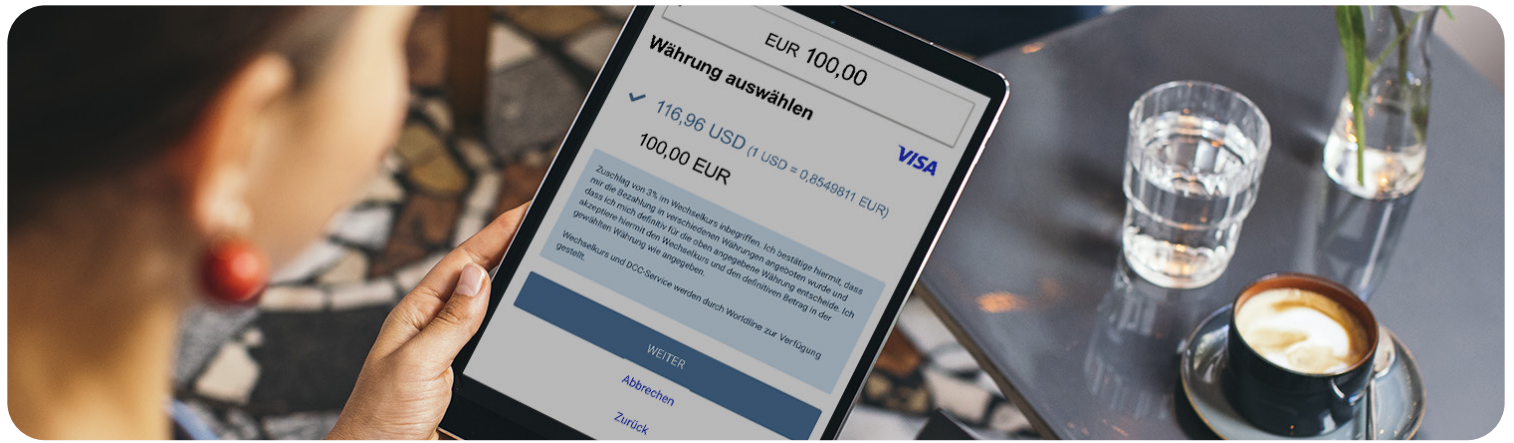 EUR 100,00
Währung auswählen
116,96 USD (1 USD = 0,8549811 EUR)
VISA
100,00 EUR
Zuschlag von 3% im Wechselkurs inbegriffen. Ich bestätige hiermit, dass
mir die Bezahlung in verschiedenen Währungen angeboten wurde und
dass ich mich definitiv für die oben angegebene Währung entscheide. Ich
akzeptiere hiermit den Wechselkurs und den definitiven Betrag in der
gewählten Währung wie angegeben.
Wechselkurs und DCC-Service werden durch Worldline zur Verfügung
gestellt.
WEITER
Abbrechen
Zurück